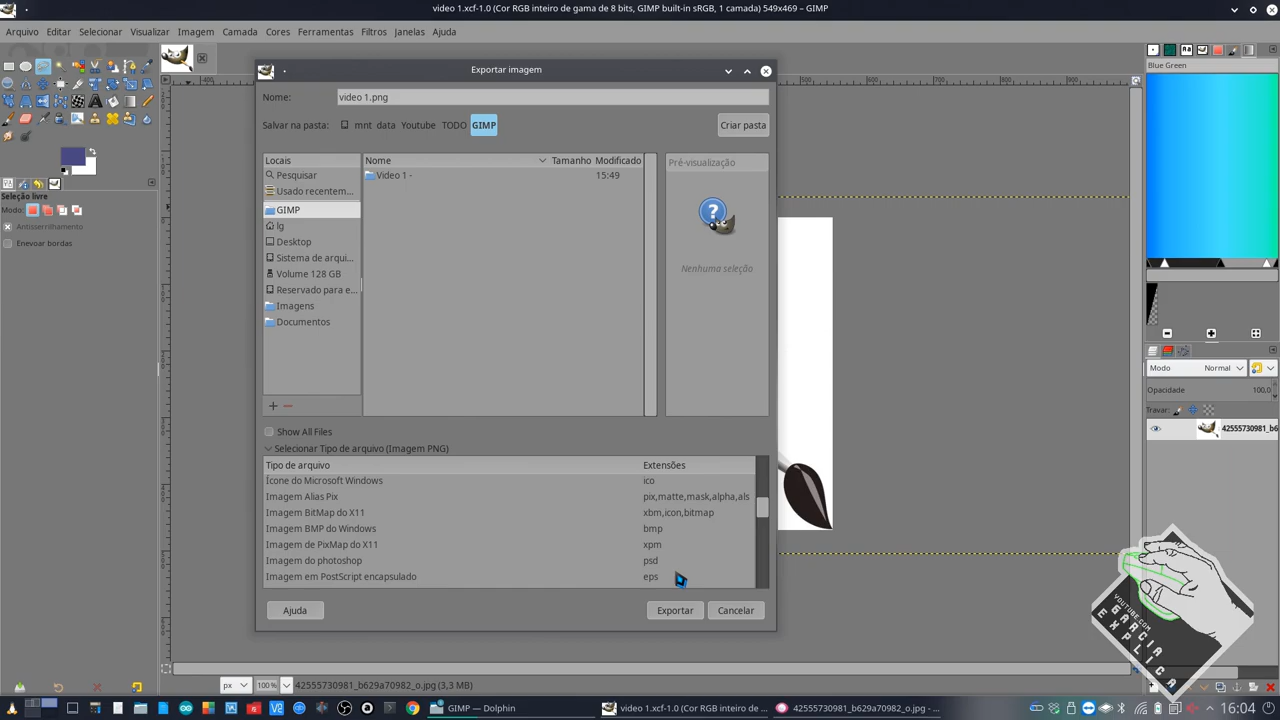 video 1.xcf-1.0 (Cor RGB inteiro de gama de 8 bits, GIMP built-in sRGB, 1 camada) 549x469 – GIMP
Arquivo Editar Selecionar Visualizar Imagem Camada Cores Ferramentas Filtros Janelas Ajuda
Exportar imagem
Nome: video 1.png
Salvar na pasta: mnt data Youtube TODO GIMP Criar pasta
Locais Nome Tamanho Modificado Pré-visualização
Pesquisar Video 1 - 15:49
Usado recentem...
GIMP
lg
Desktop
Sistema de arqui...
Volume 128 GB
Reservado para e...
Imagens
Documentos
Nenhuma seleção
Show All Files
Selecionar Tipo de arquivo (Imagem PNG)
Tipo de arquivo Extensões
Ícone do Microsoft Windows ico
Imagem Alias Pix pix,matte,mask,alpha,als
Imagem BitMap do X11 xbm,icon,bitmap
Imagem BMP do Windows bmp
Imagem de PixMap do X11 xpm
Imagem do photoshop psd
Imagem em PostScript encapsulado eps
Ajuda Exportar Cancelar
Seleção livre
Modo:
Antisserrilhamento
Enevoar bordas
Blue Green
Modo Normal
Opacidade 100,0
Travar:
42555730981_b6
YOUTUBE.COM
EGARCIA
EXPLICA
px 100% 42555730981_b629a70982_o.jpg (3,3 MB)
GIMP — Dolphin video 1.xcf-1.0 (Cor RGB inteiro de ... 42555730981_b629a70982_o.jpg - ... 16:04